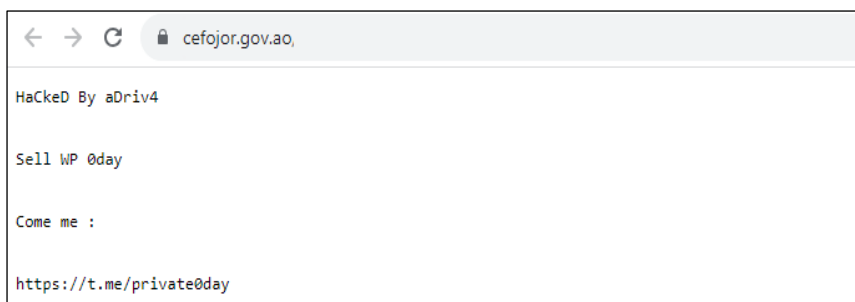 cefojor.gov.ao,
HaCkeD By aDriv4
Sell WP 0day
Come me :
https://t.me/private0day